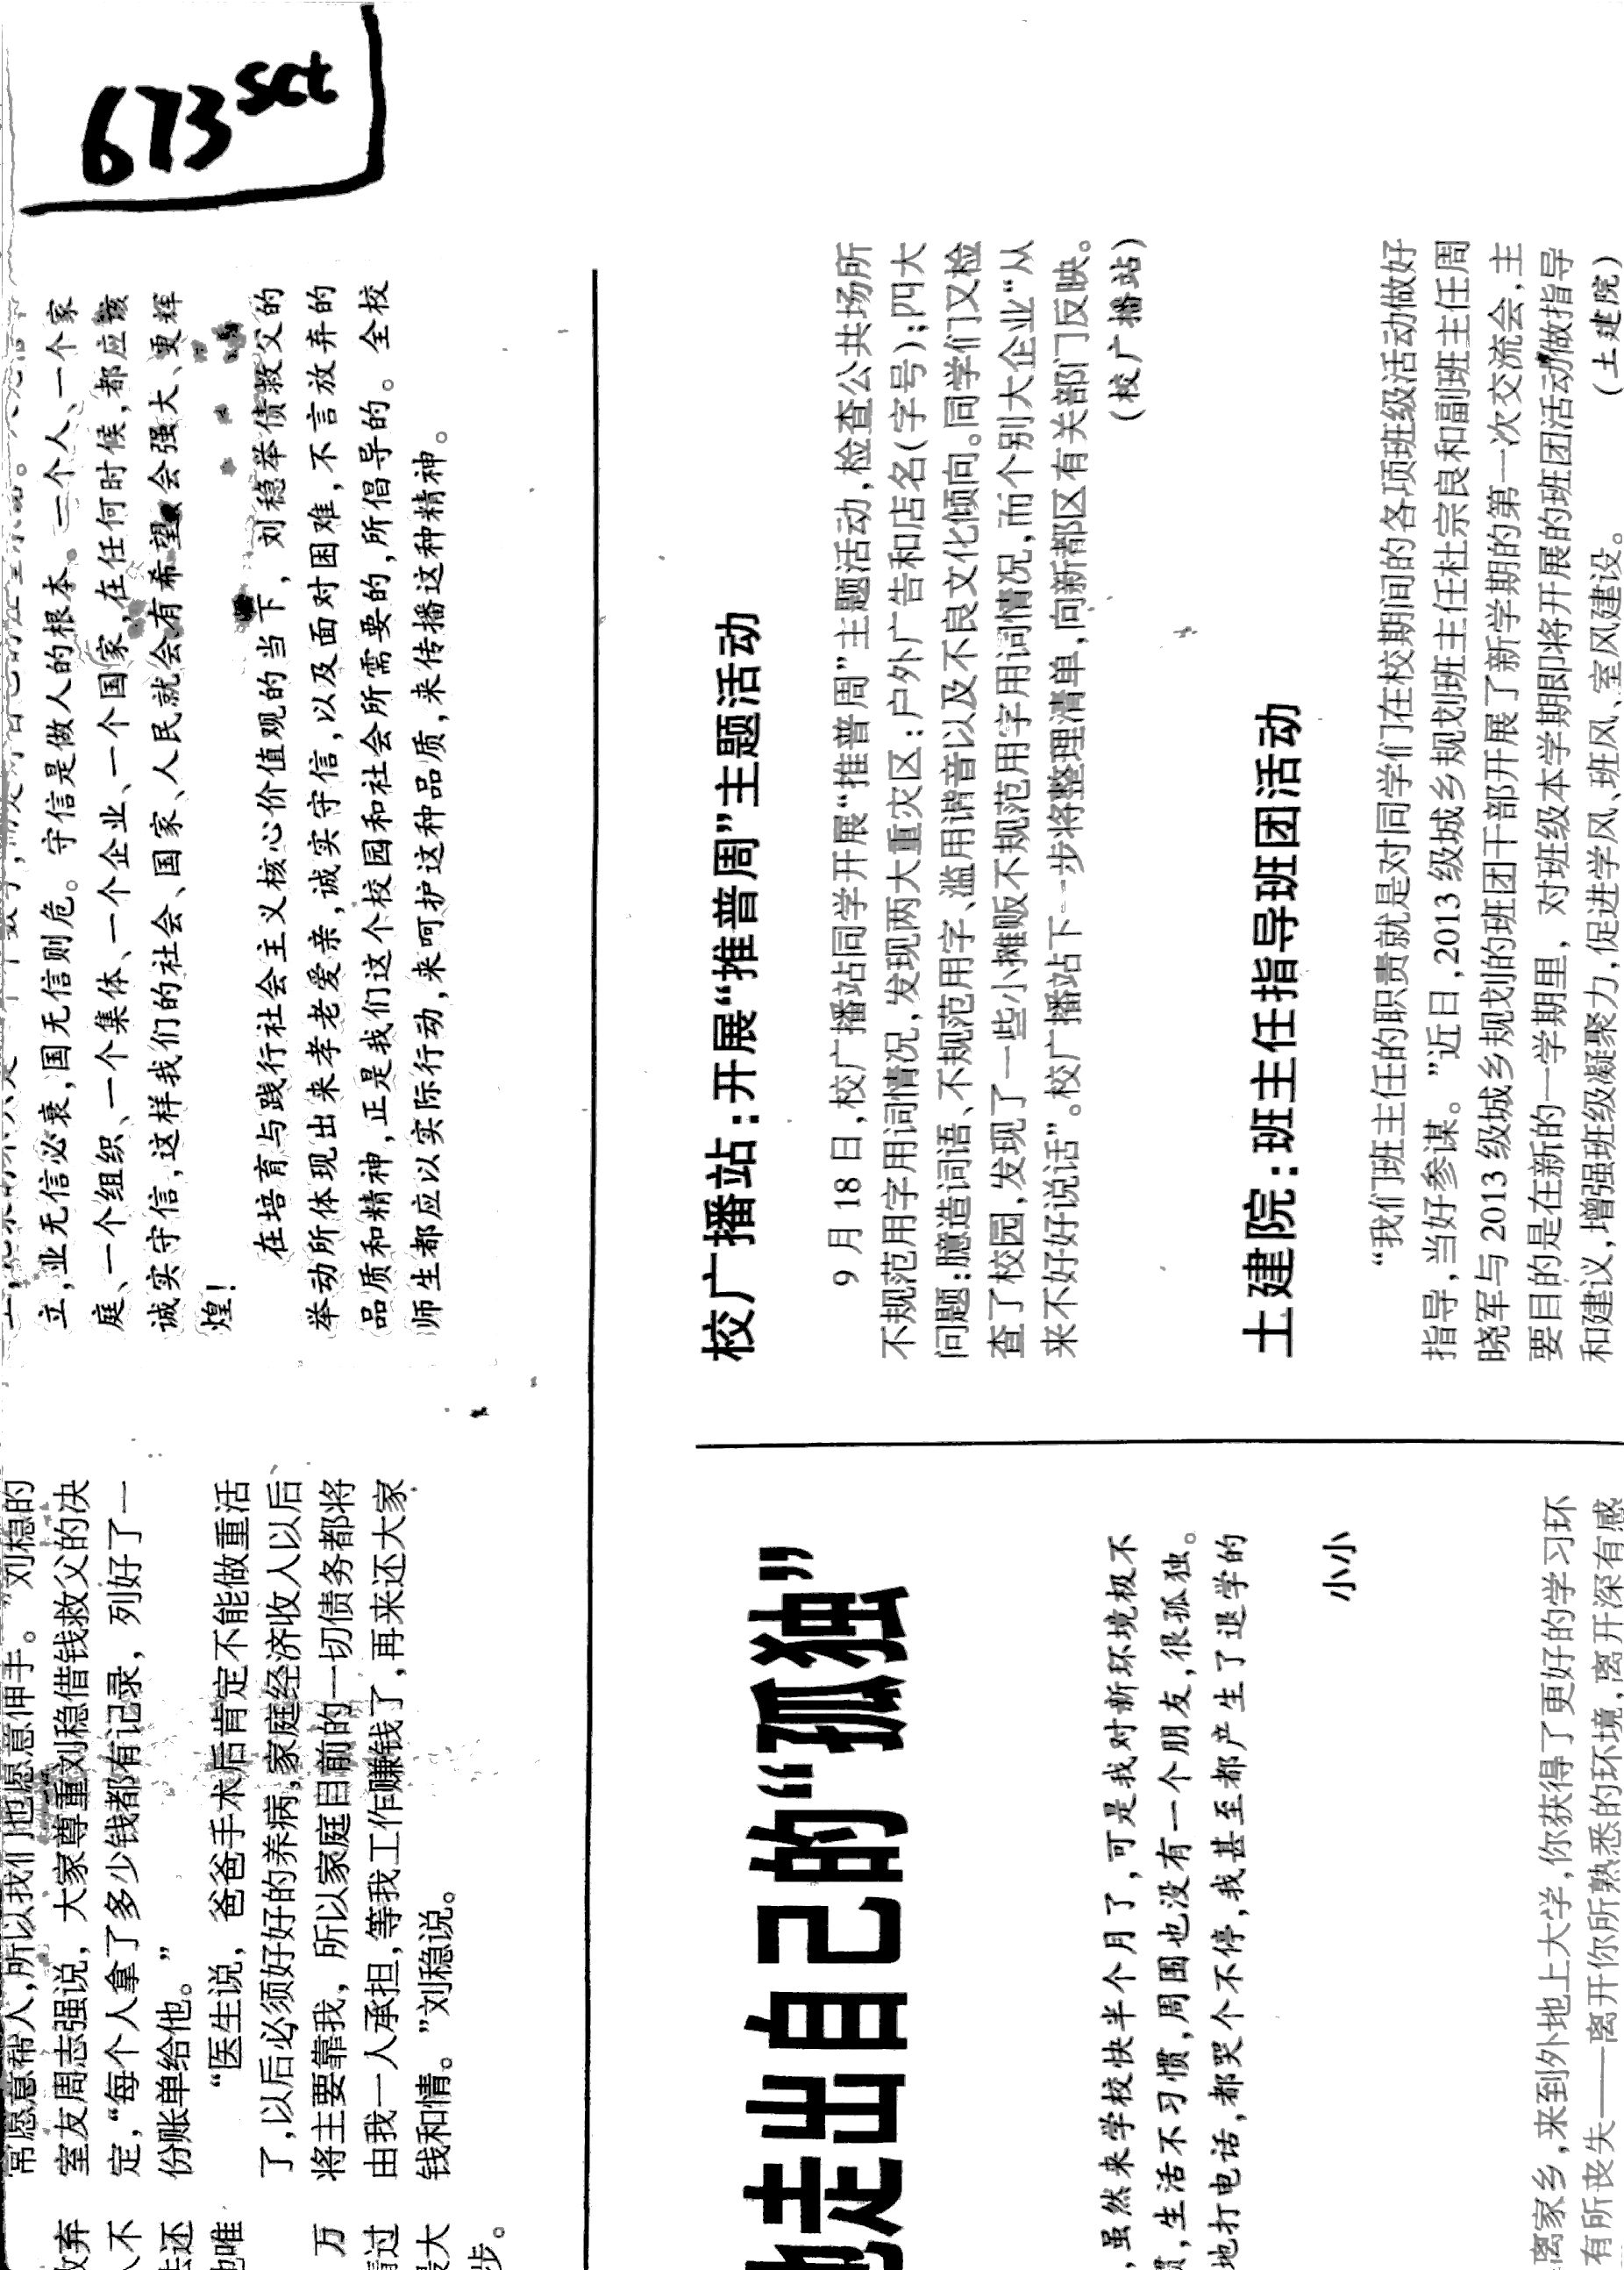 673 Sct
立，业无信必衰，国无信则危。守信是做人的根本。一个人、一个家
庭、一个组织、一个集体、一个企业、一个国家，在任何时候，都应该
诚实守信，这样我们的社会、国家、人民就会有希望、会强大、更辉
煌！
在培育与践行社会主义核心价值观的当下，刘稳举债救父的
举动所体现出来孝老爱亲，诚实守信，以及面对困难，不言放弃的
品质和精神，正是我们这个校园和社会所需要的，所倡导的。全校
师生都应以实际行动，来呵护这种品质，来传播这种精神。
常愿意帮人，所以我们也愿意伸手。”刘稳的
室友周志强说，大家尊重刘稳借钱救父的决
定，“每个人拿了多少钱都有记录，列好了一
份账单给他。”
“医生说，爸爸手术后肯定不能做重活
了，以后必须好好的养病，家庭经济收入以后
将主要靠我，所以家庭目前的一切债务都将
由我一人承担，等我工作赚钱了，再来还大家
钱和情。”刘稳说。
放弃
人不
去还
他唯
万
情过
最大
步。
校广播站：开展“推普周”主题活动
9 月 18 日，校广播站同学开展“推普周”主题活动，检查公共场所
不规范用字用词情况，发现两大重灾区：户外广告和店名（字号）；四大
问题：臆造词语、不规范用字、滥用谐音以及不良文化倾向。同学们又检
查了校园，发现了一些小摊贩不规范用字用词情况，而个别大企业“从
来不好好说话”。校广播站下一步将整理清单，向新都区有关部门反映。
（校广播站）
土建院：班主任指导班团活动
“我们班主任的职责就是对同学们在校期间的各项班级活动做好
指导，当好参谋。”近日，2013 级城乡规划班主任杜宗良和副班主任周
晓军与 2013 级城乡规划的班团干部开展了新学期的第一次交流会，主
要目的是在新的一学期里，对班级本学期即将开展的班团活动做指导
和建议，增强班级凝聚力，促进学风、班风、室风建设。
（土建院）
地走出自己的“孤独”
，虽然来学校快半个月了，可是我对新环境极不
惯，生活不习惯，周围也没有一个朋友，很孤独。
地打电话，都哭个不停，我甚至都产生了退学的
小小
离家乡，来到外地上大学，你获得了更好的学习环
有所丧失——离开你所熟悉的环境，离开深有感